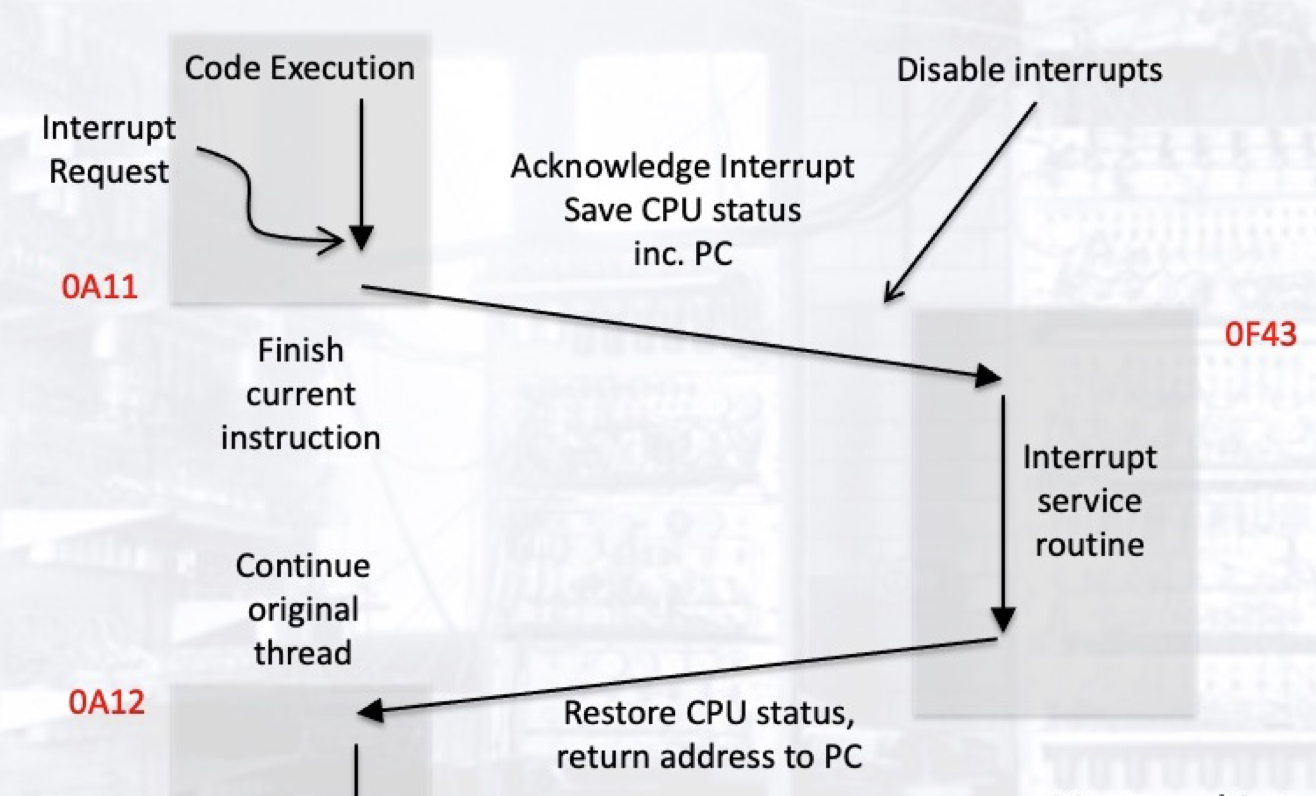 Code Execution
Disable interrupts
Interrupt
Request
Acknowledge Interrupt
Save CPU status
inc. PC
0A11
0F43
Finish
current
instruction
Interrupt
service
routine
Continue
original
thread
0A12
Restore CPU status,
return address to PC